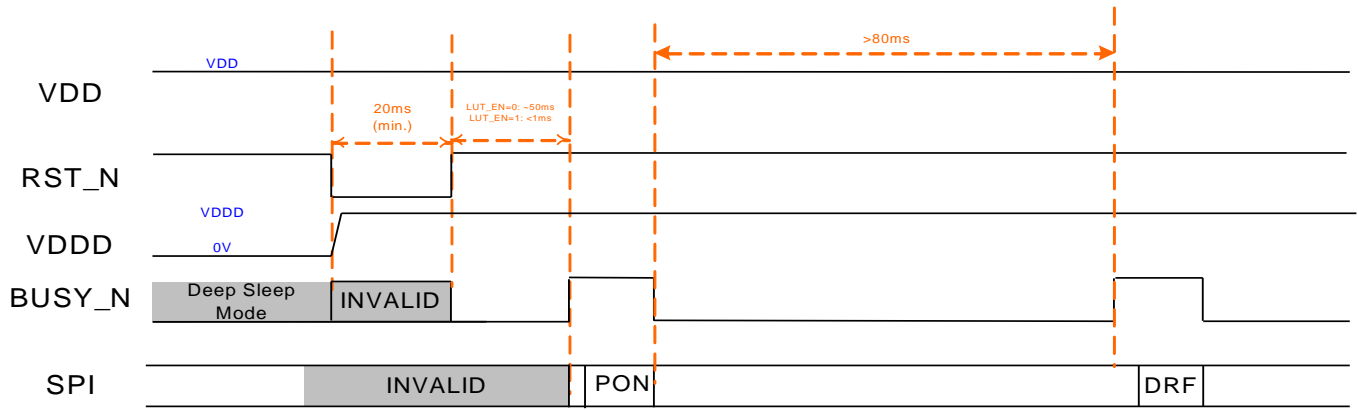 >80ms
VDD
VDD
20ms
(min.)
LUT_EN=0: ~50ms
LUT_EN=1: <1ms
RST_N
VDDD
VDDD
0V
BUSY_N
Deep Sleep
Mode
INVALID
SPI
INVALID
PON
DRF